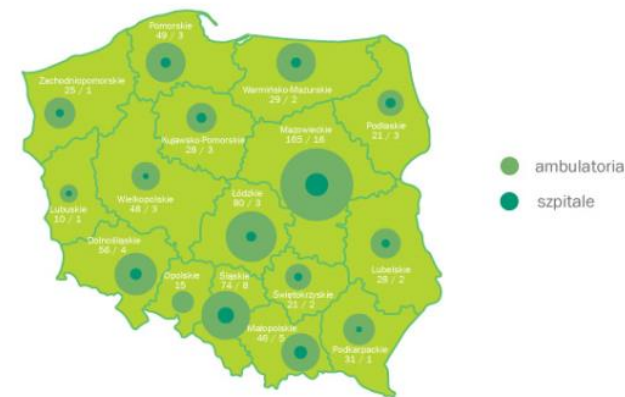 Pomorskie
49 / 3
Zachodniopomorskie
25 / 1
Warmińsko-Mazurskie
29 / 2
Podlaskie
21 / 3
Kujawsko-Pomorskie
28 / 3
Mazowieckie
165 / 16
Wielkopolskie
48 / 3
Lubuskie
10 / 1
Łódzkie
80 / 3
Dolnośląskie
56 / 4
Opolskie
15
Śląskie
74 / 8
Świętokrzyskie
21 / 2
Lubelskie
28 / 2
Małopolskie
46 / 5
Podkarpackie
31 / 1
ambulatoria
szpitale